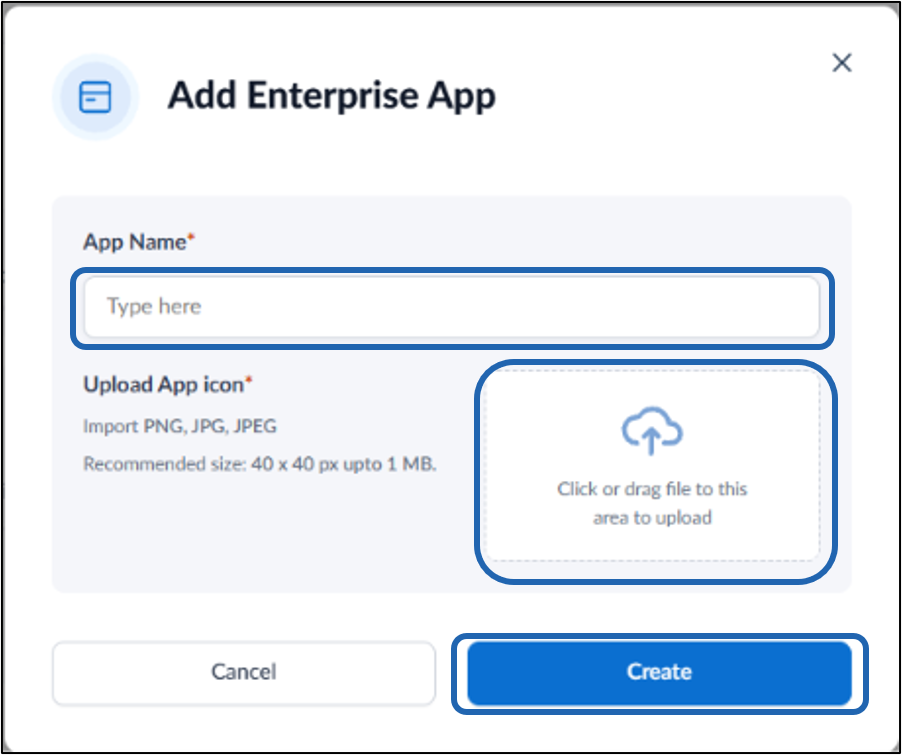 Add Enterprise App
App Name*
Type here
Upload App icon*
Import PNG, JPG, JPEG
Recommended size: 40 x 40 px upto 1 MB.
Click or drag file to this
area to upload
Cancel
Create